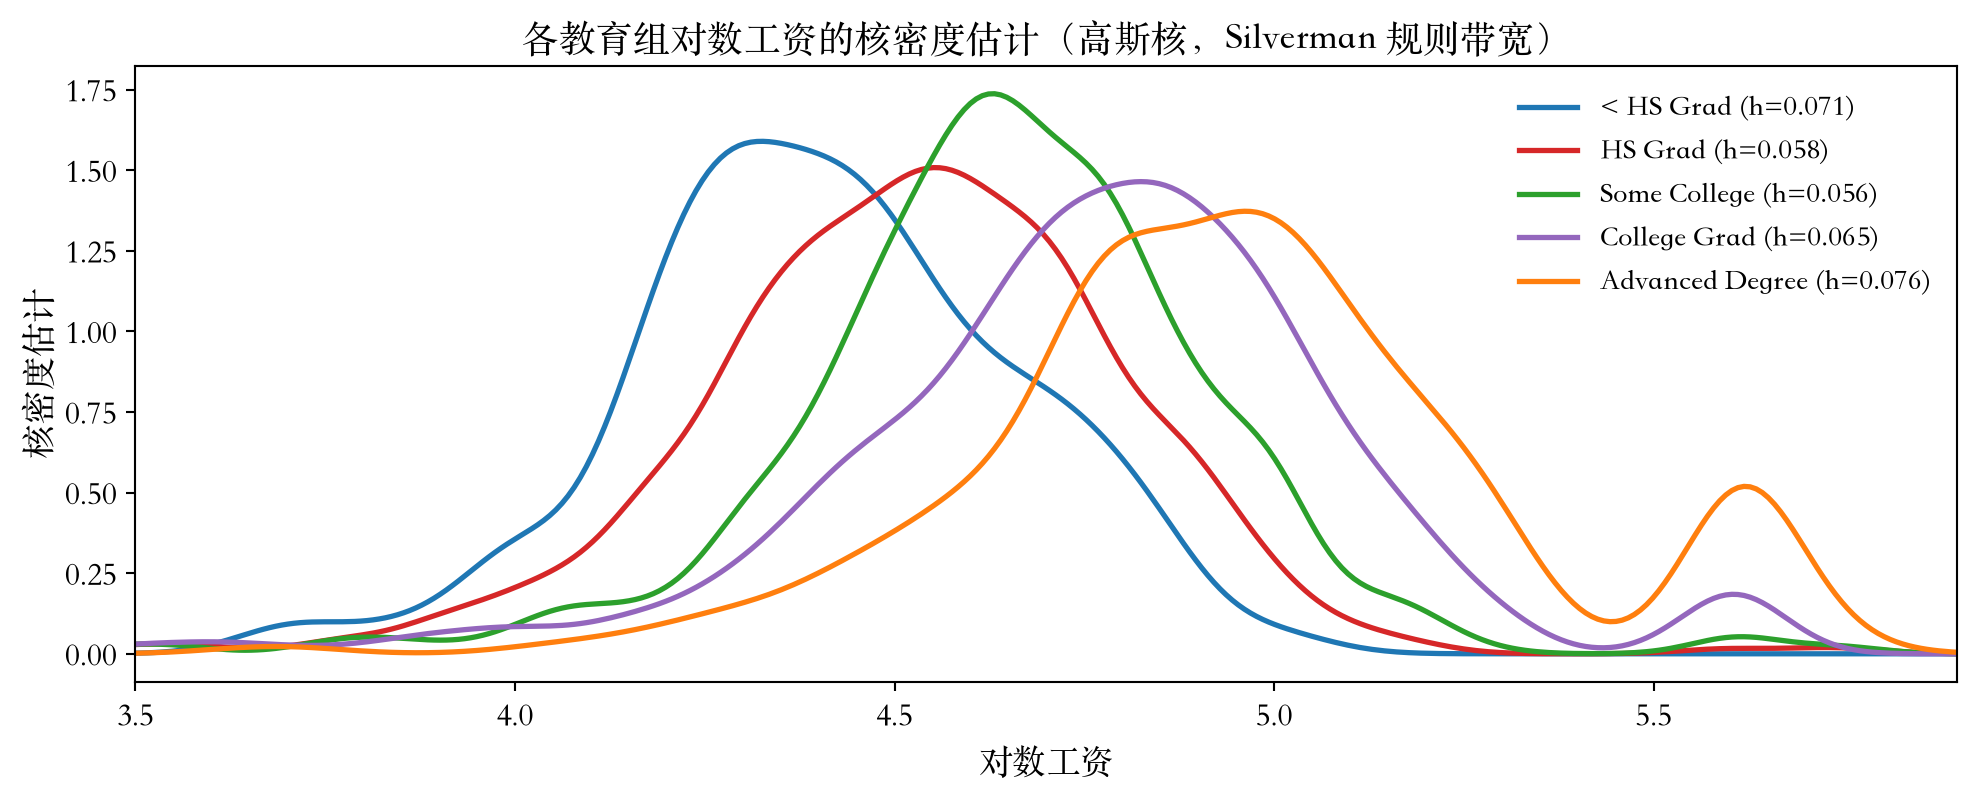 各教育组对数工资的核密度估计（高斯核，Silverman 规则带宽）
核密度估计
1.75
1.50
1.25
1.00
0.75
0.50
0.25
0.00
< HS Grad (h=0.071)
HS Grad (h=0.058)
Some College (h=0.056)
College Grad (h=0.065)
Advanced Degree (h=0.076)
3.5 4.0 4.5 5.0 5.5
对数工资